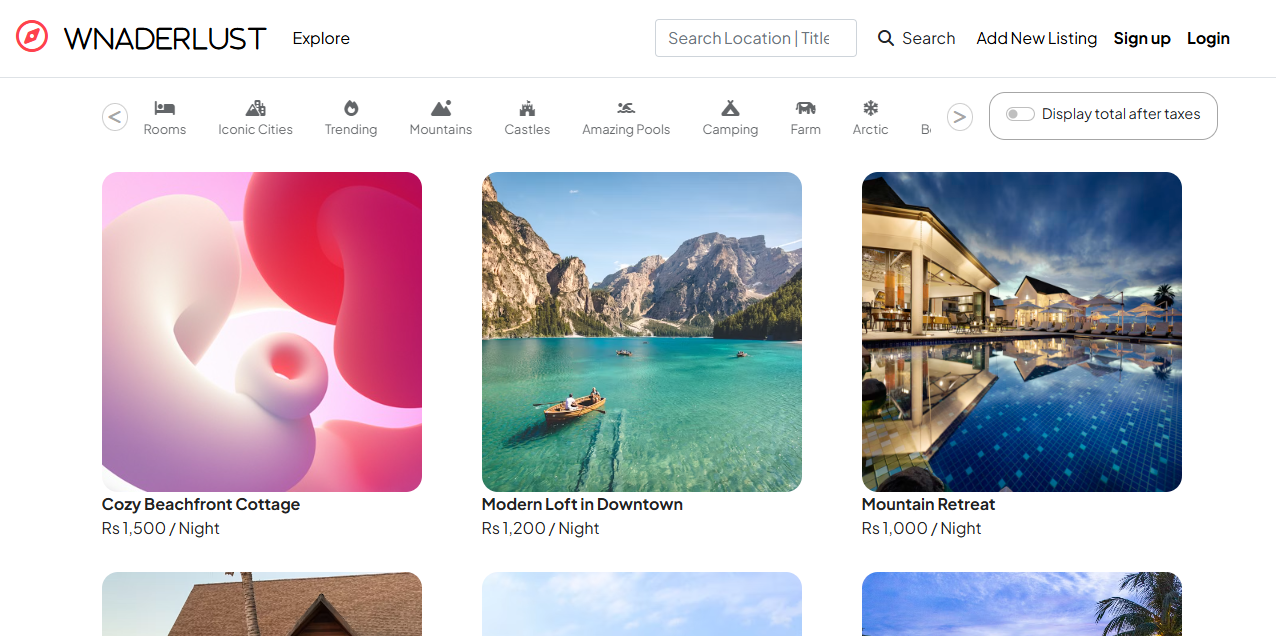 WNADERLUST Explore Search Location | Title Search Add New Listing Sign up Login
< Rooms Iconic Cities Trending Mountains Castles Amazing Pools Camping Farm Arctic > Display total after taxes
Cozy Beachfront Cottage
Rs 1,500 / Night
Modern Loft in Downtown
Rs 1,200 / Night
Mountain Retreat
Rs 1,000 / Night